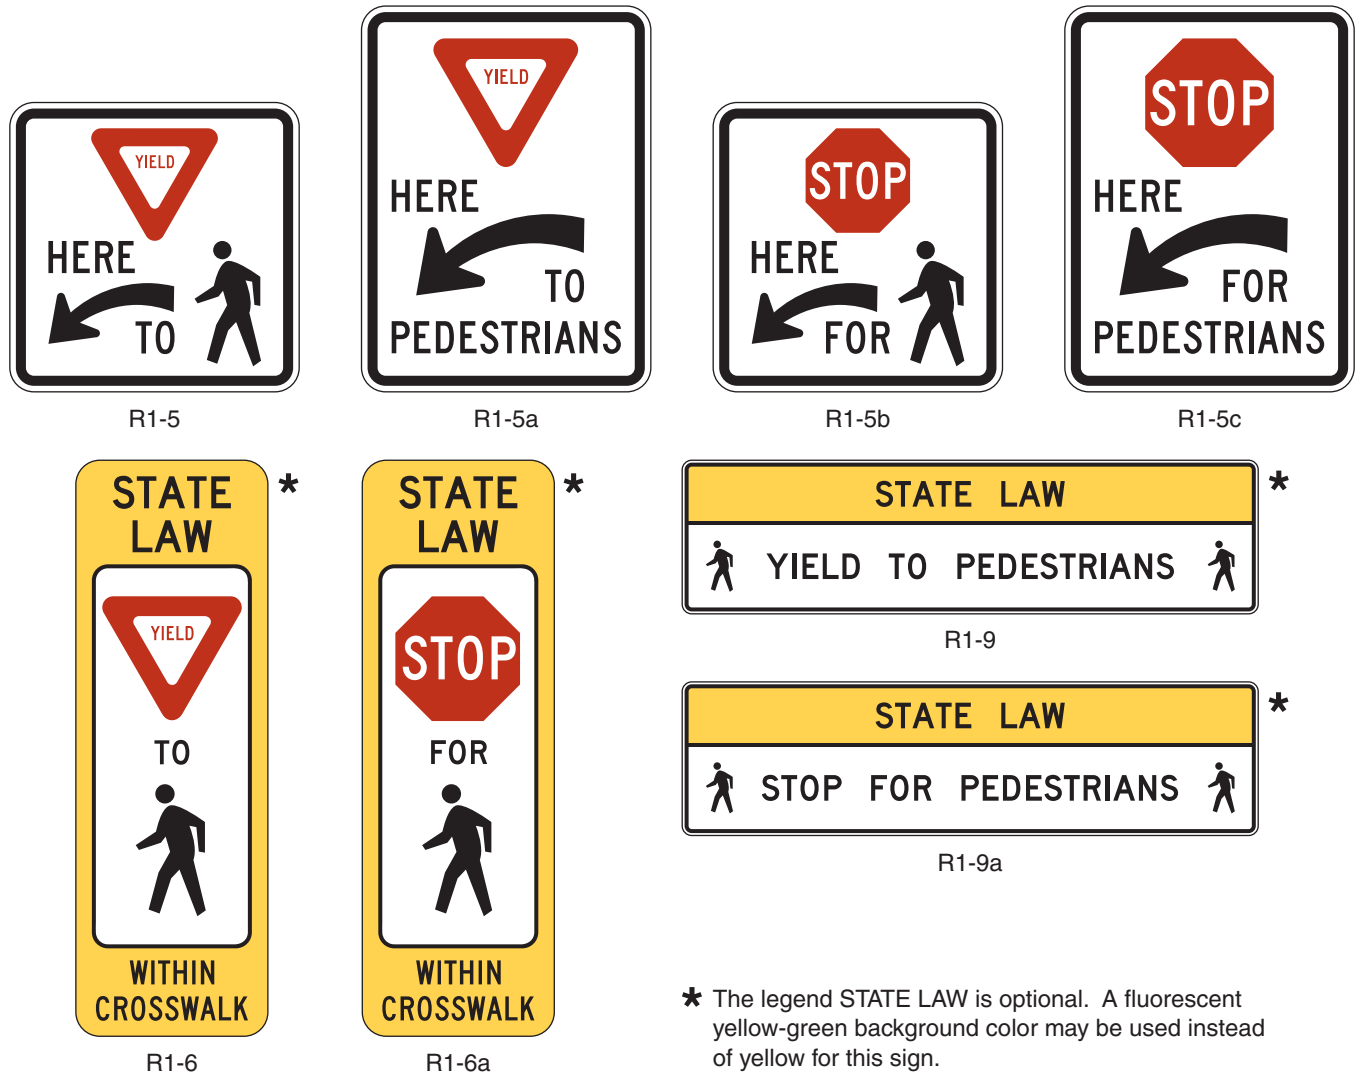 YIELD
HERE
TO
R1-5
YIELD
HERE
TO
PEDESTRIANS
R1-5a
STOP
HERE
FOR
R1-5b
STOP
HERE
FOR
PEDESTRIANS
R1-5c
STATE
LAW
*
YIELD
TO
WITHIN
CROSSWALK
R1-6
STATE
LAW
*
STOP
FOR
WITHIN
CROSSWALK
R1-6a
STATE LAW
*
YIELD TO PEDESTRIANS
R1-9
STATE LAW
*
STOP FOR PEDESTRIANS
R1-9a
* The legend STATE LAW is optional. A fluorescent
yellow-green background color may be used instead
of yellow for this sign.